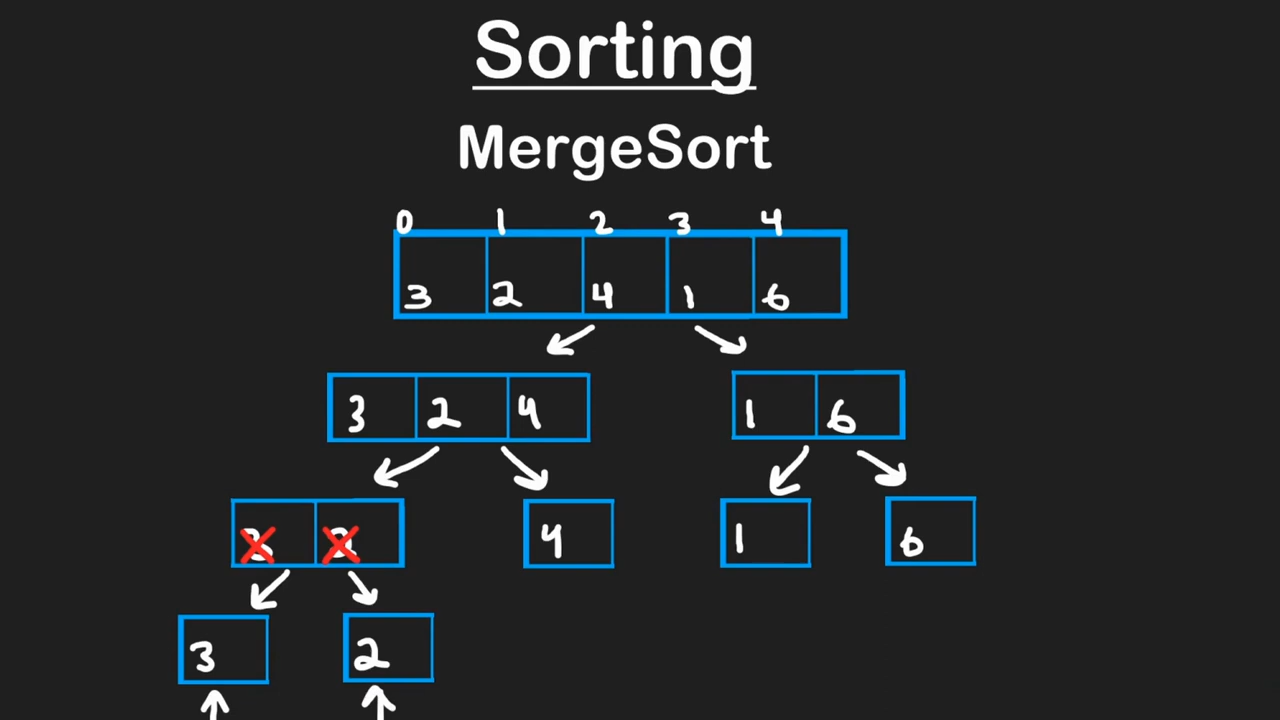 Sorting
MergeSort
0 1 2 3 4
3 2 4 1 6
3 2 4 1 6
4 1 6
3 2